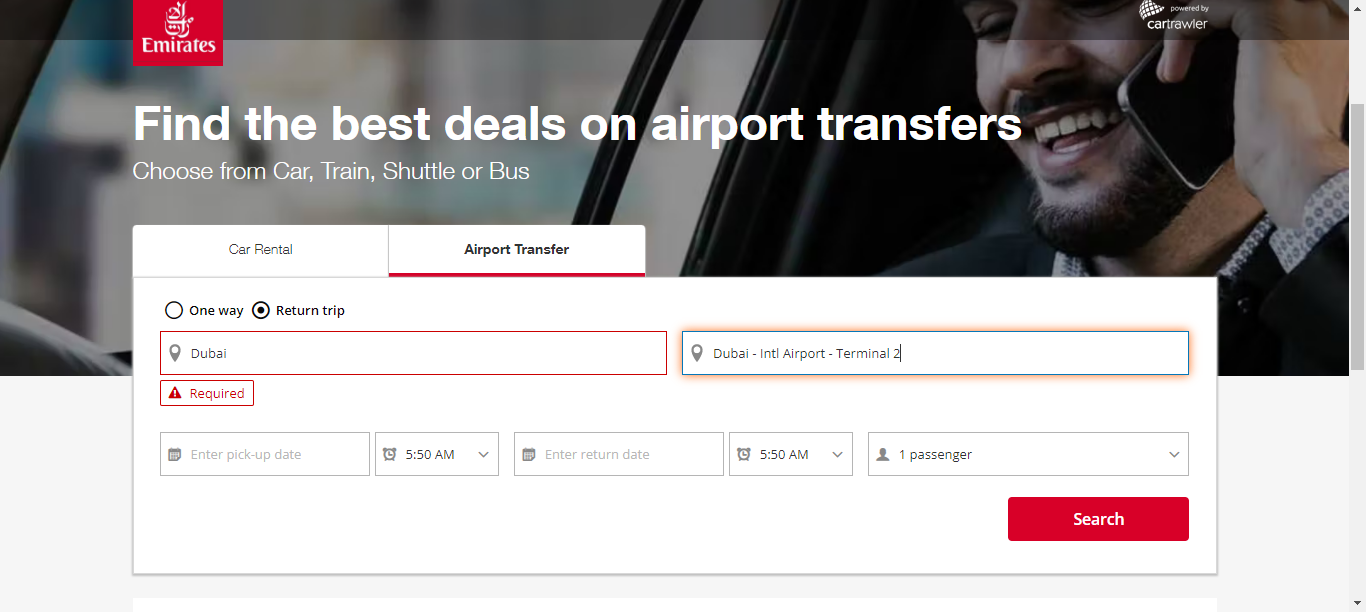 Emirates
powered by
cartrawler
Find the best deals on airport transfers
Choose from Car, Train, Shuttle or Bus
Car Rental
Airport Transfer
One way
Return trip
Dubai
Dubai - Intl Airport - Terminal 2
Required
Enter pick-up date
5:50 AM
Enter return date
5:50 AM
1 passenger
Search